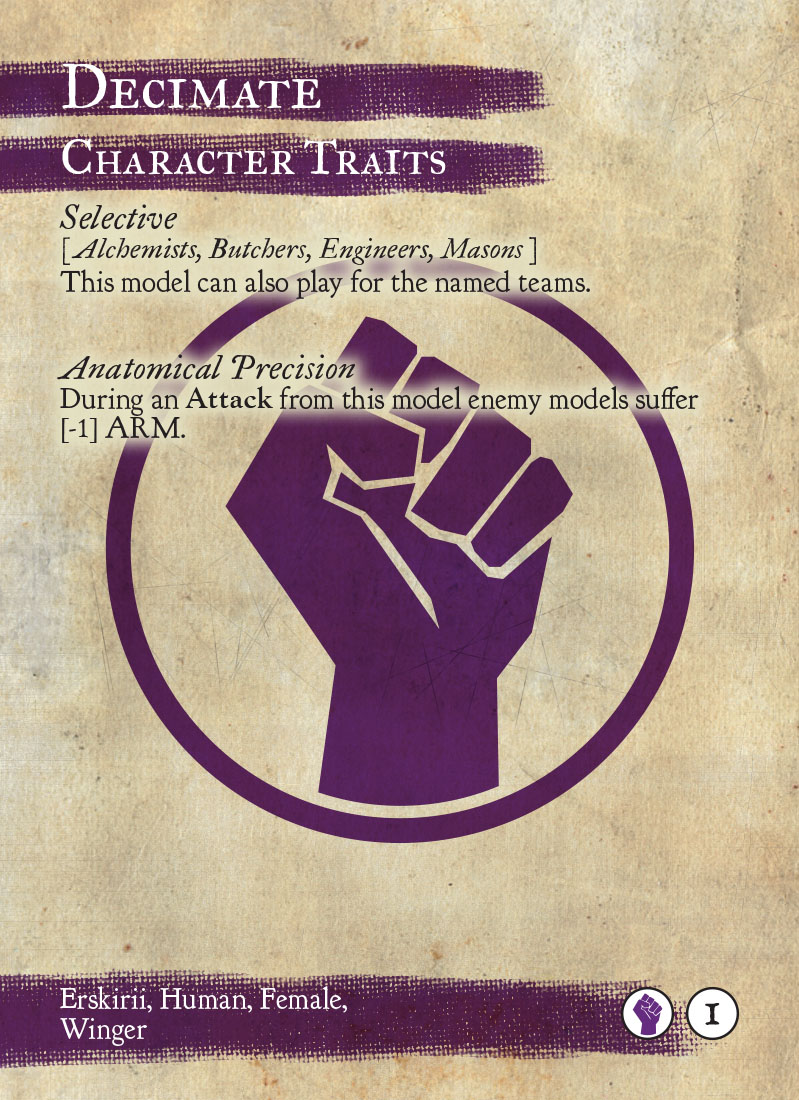 Decimate
Character Traits
Selective
[ Alchemists, Butchers, Engineers, Masons ]
This model can also play for the named teams.
Anatomical Precision
During an Attack from this model enemy models suffer
[-1] ARM.
Erskirii, Human, Female,
Winger
1